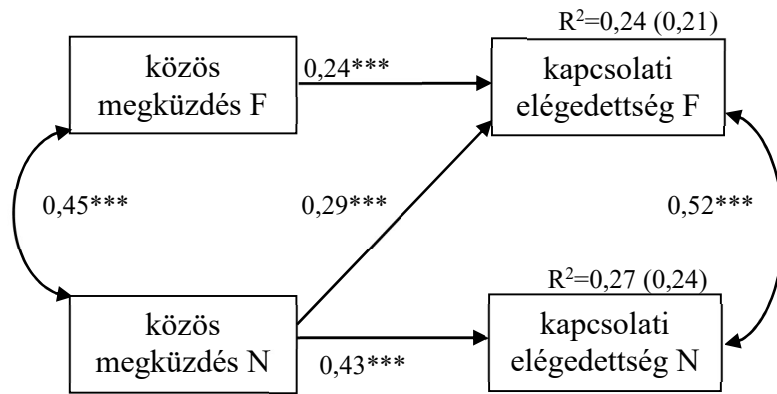 R²=0,24 (0,21)
közös
megküzdés F
0,24***
kapcsolati
elégedettség F
0,45***
0,29***
0,52***
R²=0,27 (0,24)
közös
megküzdés N
0,43***
kapcsolati
elégedettség N